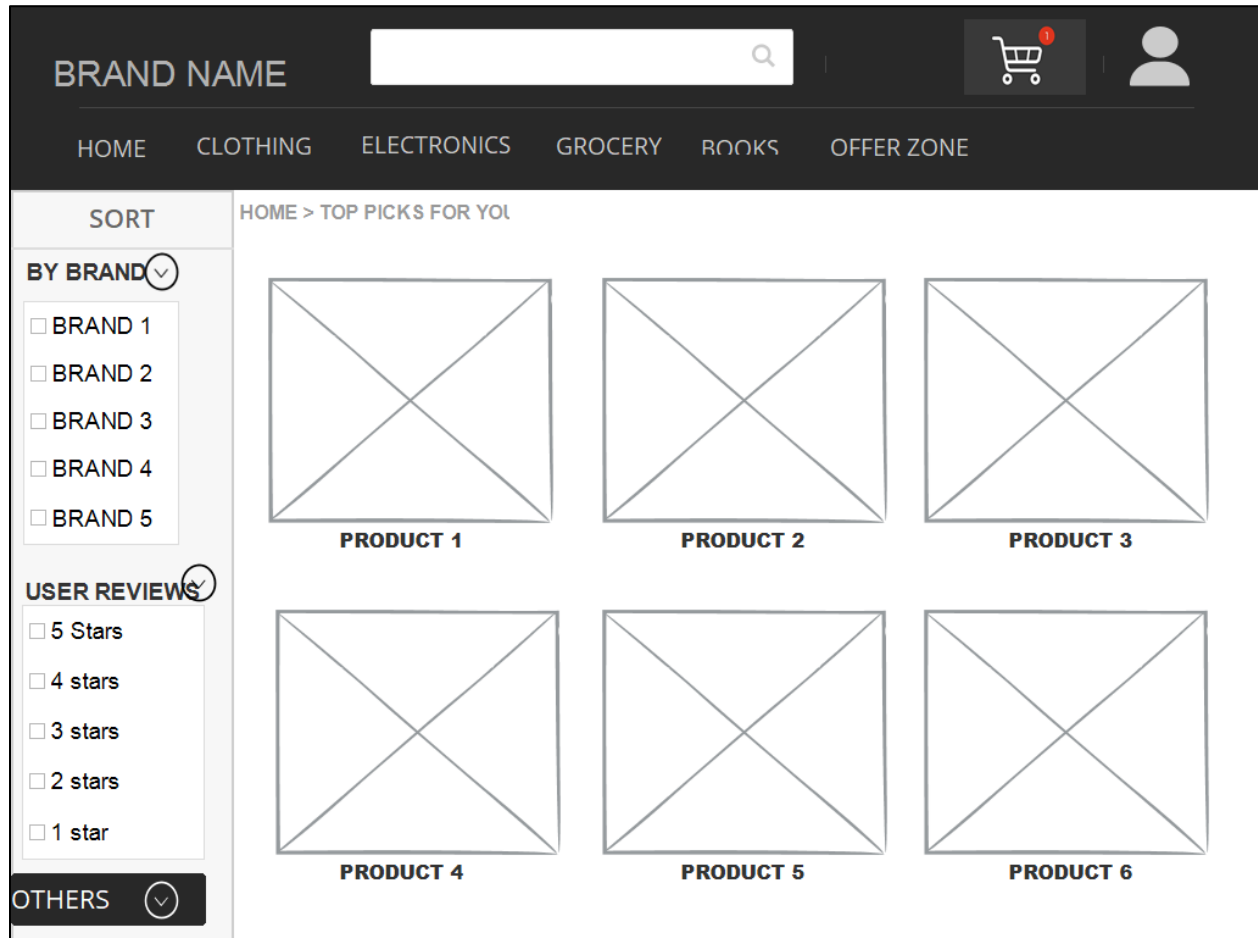 BRAND NAME
1
HOME CLOTHING ELECTRONICS GROCERY BOOKS OFFER ZONE
SORT
HOME > TOP PICKS FOR YOU
BY BRAND
BRAND 1
BRAND 2
BRAND 3
BRAND 4
BRAND 5
USER REVIEWS
5 Stars
4 stars
3 stars
2 stars
1 star
OTHERS
PRODUCT 1
PRODUCT 2
PRODUCT 3
PRODUCT 4
PRODUCT 5
PRODUCT 6